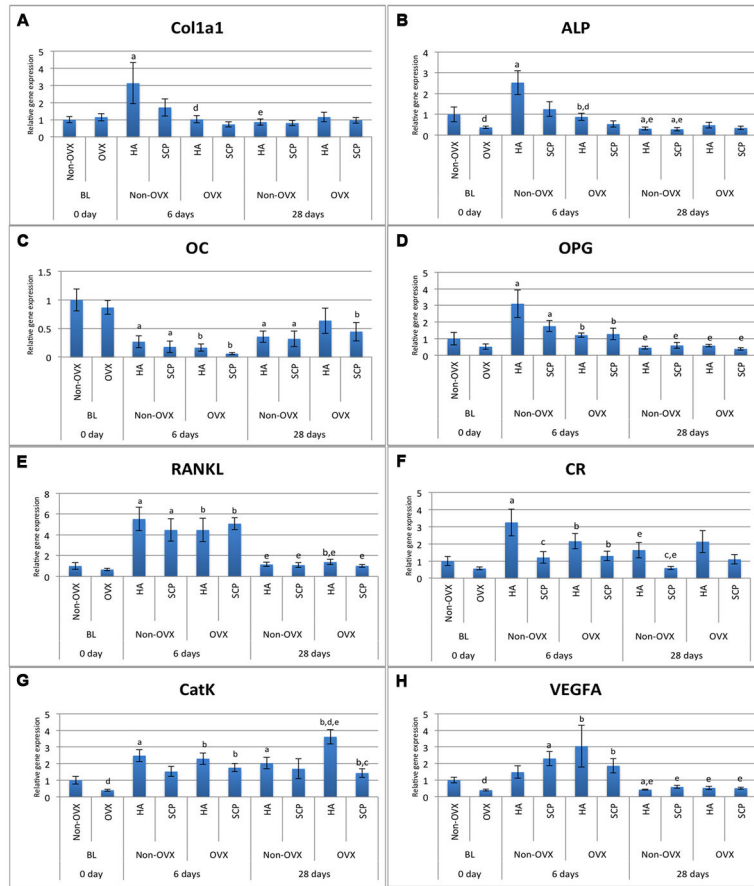 A
Col1a1
Relative gene expression
5
4
3
2
1
0
a
d
e
Non-OVX OVX HA SCP HA SCP HA SCP HA SCP
BL Non-OVX OVX Non-OVX OVX
0 day 6 days 28 days
B
ALP
Relative gene expression
4
3
2
1
0
d
a
b,d
a,e a,e
Non-OVX OVX HA SCP HA SCP HA SCP HA SCP
BL Non-OVX OVX Non-OVX OVX
0 day 6 days 28 days
C
OC
Relative gene expression
1.5
1
0.5
0
a a b b a a b
Non-OVX OVX HA SCP HA SCP HA SCP HA SCP
BL Non-OVX OVX Non-OVX OVX
0 day 6 days 28 days
D
OPG
Relative gene expression
5
4
3
2
1
0
a a b b e e e e
Non-OVX OVX HA SCP HA SCP HA SCP HA SCP
BL Non-OVX OVX Non-OVX OVX
0 day 6 days 28 days
E
RANKL
Relative gene expression
8
6
4
2
0
a a b b e e b,e e
Non-OVX OVX HA SCP HA SCP HA SCP HA SCP
BL Non-OVX OVX Non-OVX OVX
0 day 6 days 28 days
F
CR
Relative gene expression
5
4
3
2
1
0
a c b b e c,e
Non-OVX OVX HA SCP HA SCP HA SCP HA SCP
BL Non-OVX OVX Non-OVX OVX
0 day 6 days 28 days
G
CatK
Relative gene expression
5
4
3
2
1
0
d a b b a b,d,e b,c
Non-OVX OVX HA SCP HA SCP HA SCP HA SCP
BL Non-OVX OVX Non-OVX OVX
0 day 6 days 28 days
H
VEGFA
Relative gene expression
5
4
3
2
1
0
d a b b a,e e e e
Non-OVX OVX HA SCP HA SCP HA SCP HA SCP
BL Non-OVX OVX Non-OVX OVX
0 day 6 days 28 days